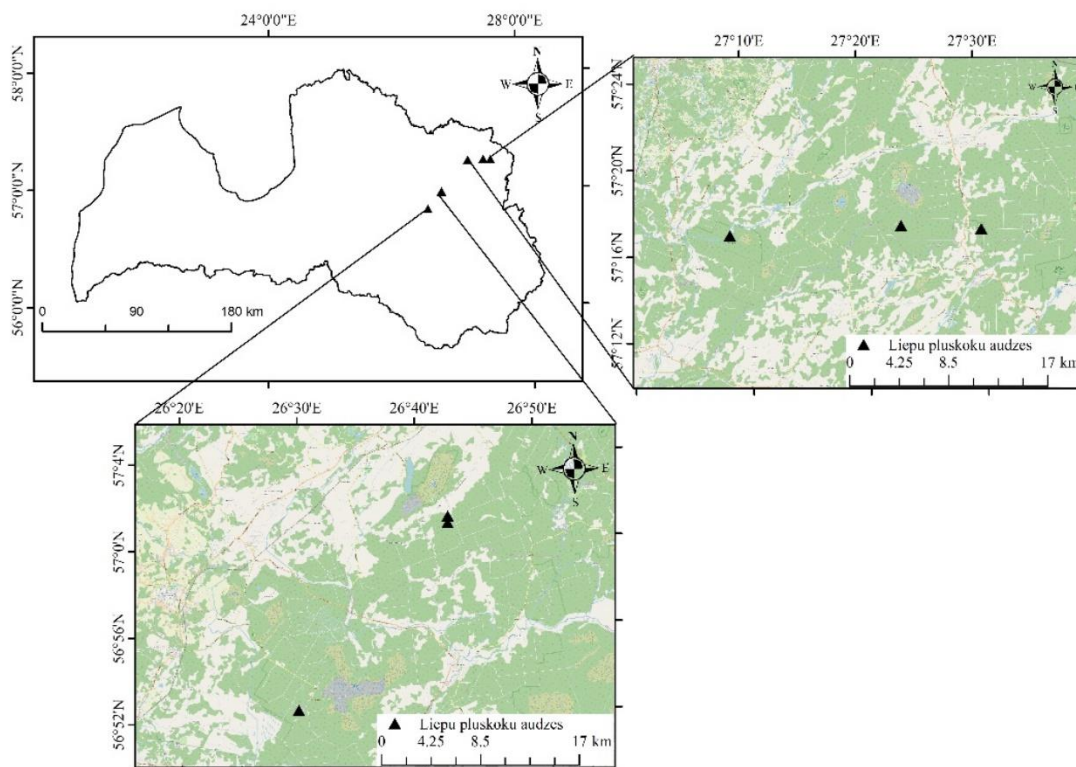 24°0'0"E 28°0'0"E
58°0'0"N
57°0'0"N
56°0'0"N
N
W E
S
0 90 180 km
27°10'E 27°20'E 27°30'E
57°24'N
57°20'N
57°16'N
57°12'N
N
W
S
Liepu pluskoku audzes
0 4.25 8.5 17 km
26°20'E 26°30'E 26°40'E 26°50'E
57°4'N
57°0'N
56°56'N
56°52'N
N
W E
S
Liepu pluskoku audzes
0 4.25 8.5 17 km